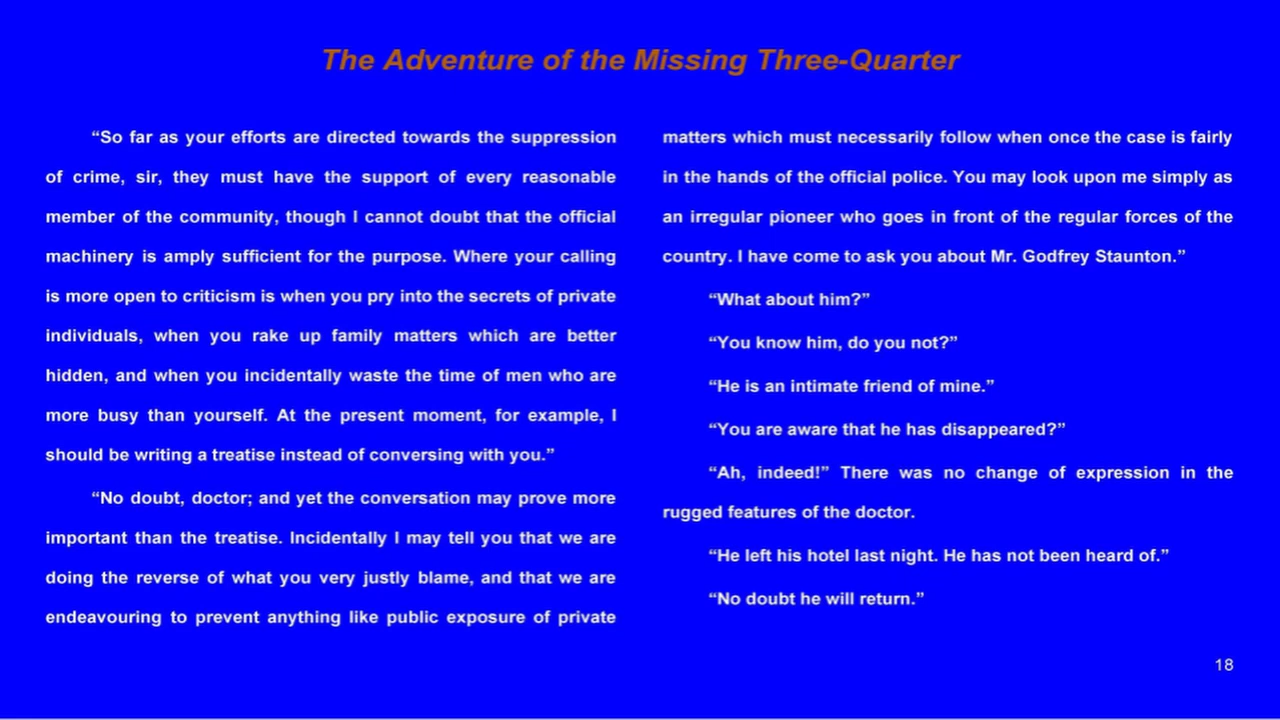 The Adventure of the Missing Three-Quarter
“So far as your efforts are directed towards the suppression
of crime, sir, they must have the support of every reasonable
member of the community, though I cannot doubt that the official
machinery is amply sufficient for the purpose. Where your calling
is more open to criticism is when you pry into the secrets of private
individuals, when you rake up family matters which are better
hidden, and when you incidentally waste the time of men who are
more busy than yourself. At the present moment, for example, I
should be writing a treatise instead of conversing with you.”
“No doubt, doctor; and yet the conversation may prove more
important than the treatise. Incidentally I may tell you that we are
doing the reverse of what you very justly blame, and that we are
endeavouring to prevent anything like public exposure of private
matters which must necessarily follow when once the case is fairly
in the hands of the official police. You may look upon me simply as
an irregular pioneer who goes in front of the regular forces of the
country. I have come to ask you about Mr. Godfrey Staunton.”
“What about him?”
“You know him, do you not?”
“He is an intimate friend of mine.”
“You are aware that he has disappeared?”
“Ah, indeed!” There was no change of expression in the
rugged features of the doctor.
“He left his hotel last night. He has not been heard of.”
“No doubt he will return.”
18